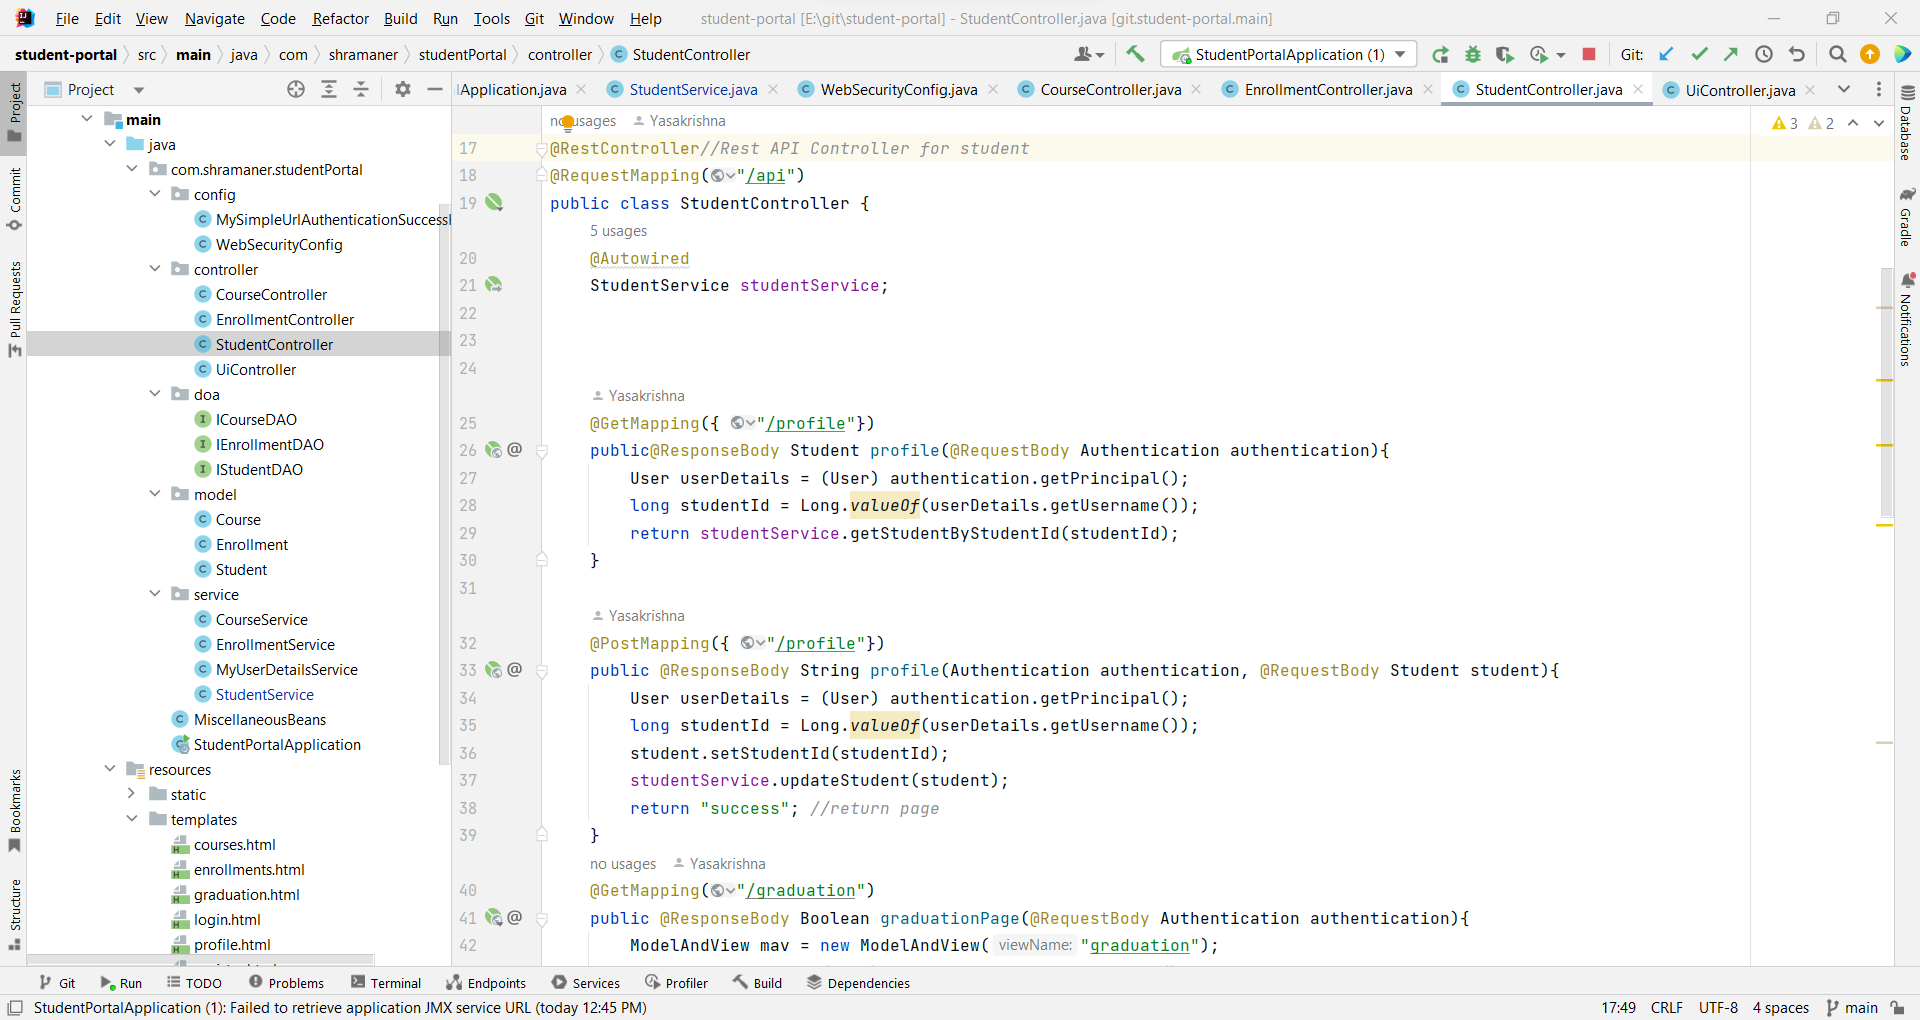 File Edit View Navigate Code Refactor Build Run Tools Git Window Help student-portal [E:\git\student-portal] - StudentController.java [git.student-portal.main]
student-portal src main java com shramaner studentPortal controller StudentController StudentPortalApplication (1) Git:
Project
lApplication.java StudentService.java WebSecurityConfig.java CourseController.java EnrollmentController.java StudentController.java UiController.java
Project
Commit
Pull Requests
Bookmarks
Structure
main
java
com.shramaner.studentPortal
config
MySimpleUrlAuthenticationSuccessH
WebSecurityConfig
controller
CourseController
EnrollmentController
StudentController
UiController
doa
ICourseDAO
IEnrollmentDAO
IStudentDAO
model
Course
Enrollment
Student
service
CourseService
EnrollmentService
MyUserDetailsService
StudentService
MiscellaneousBeans
StudentPortalApplication
resources
static
templates
courses.html
enrollments.html
graduation.html
login.html
profile.html
no usages Yasakrishna
3 2
17 @RestController//Rest API Controller for student
18 @RequestMapping("/api")
19 public class StudentController {
5 usages
20 @Autowired
21 StudentService studentService;
22
23
24
Yasakrishna
25 @GetMapping({ "/profile"})
26 @ public@ResponseBody Student profile(@RequestBody Authentication authentication){
27 User userDetails = (User) authentication.getPrincipal();
28 long studentId = Long.valueOf(userDetails.getUsername());
29 return studentService.getStudentByStudentId(studentId);
30 }
31
Yasakrishna
32 @PostMapping({ "/profile"})
33 @ public @ResponseBody String profile(Authentication authentication, @RequestBody Student student){
34 User userDetails = (User) authentication.getPrincipal();
35 long studentId = Long.valueOf(userDetails.getUsername());
36 student.setStudentId(studentId);
37 studentService.updateStudent(student);
38 return "success"; //return page
39 }
no usages Yasakrishna
40 @GetMapping("/graduation")
41 @ public @ResponseBody Boolean graduationPage(@RequestBody Authentication authentication){
42 ModelAndView mav = new ModelAndView( viewName: "graduation");
Database
Gradle
Notifications
Git Run TODO Problems Terminal Endpoints Services Profiler Build Dependencies
StudentPortalApplication (1): Failed to retrieve application JMX service URL (today 12:45 PM) 17:49 CRLF UTF-8 4 spaces main